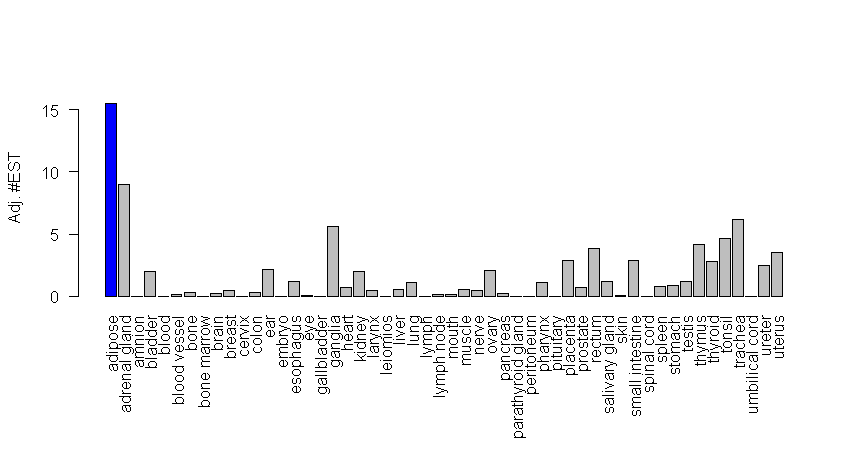 Adj. #EST
15
10
5
0
adipose
adrenal gland
amnion
bladder
blood
blood vessel
bone
bone marrow
brain
breast
cervix
colon
ear
embryo
esophagus
eye
gallbladder
ganglia
heart
kidney
larynx
leiomios
liver
lung
lymph
lymph node
mouth
muscle
nerve
ovary
pancreas
parathyroid gland
peritoneum
pharynx
pituitary
placenta
prostate
rectum
salivary gland
skin
small intestine
spinal cord
spleen
stomach
testis
thymus
thyroid
tonsil
trachea
umbilical cord
ureter
uterus